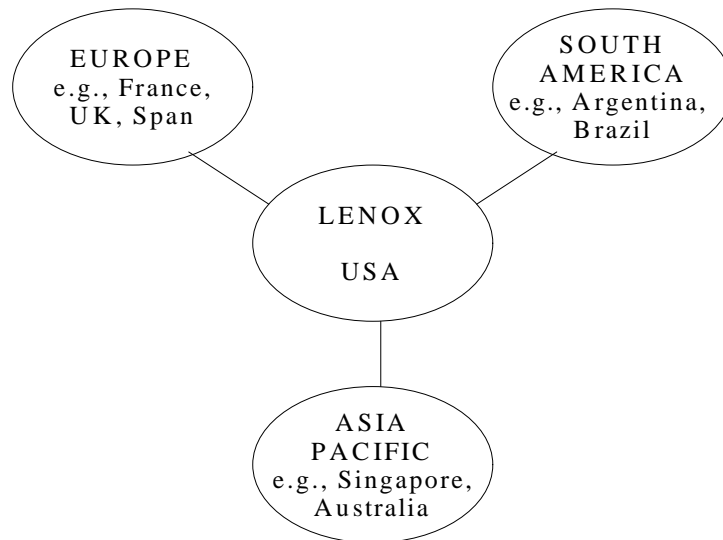 EUROPE
e.g., France,
UK, Span
SOUTH
AMERICA
e.g., Argentina,
Brazil
LENOX
USA
ASIA
PACIFIC
e.g., Singapore,
Australia